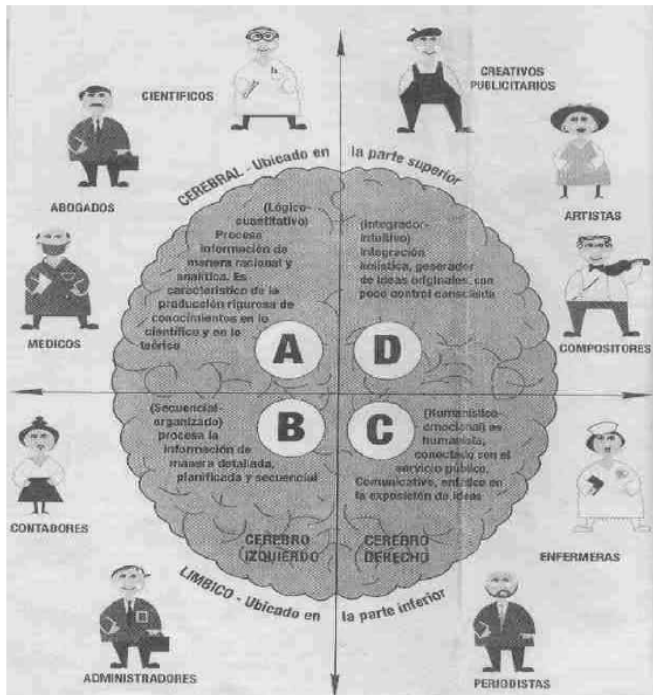 CIENTIFICOS
CREATIVOS
PUBLICITARIOS
ABOGADOS
ARTISTAS
MEDICOS
COMPOSITORES
CEREBRAL - Ubicado en la parte superior
(Lógico-
cuantitativo)
Procesa
información de
manera racional y
analítica. Es
característico de la
producción rigurosa de
conocimientos en lo
científico y en lo
teórico
(Integrador-
intuitivo)
Integración
holística, generador
de ideas originales, con
poco control
A
D
B
C
(Secuencial-
organizado)
procesa la
información de
manera detallada,
planificada y secuencial
(Humanístico-
emocional) es
humanista,
conectado con el
servicio público.
Comunicativo, enfático en
la exposición de ideas
CONTADORES
ENFERMERAS
CEREBRO
IZQUIERDO
CEREBRO
DERECHO
LIMBICO - Ubicado en la parte inferior
ADMINISTRADORES
PERIODISTAS